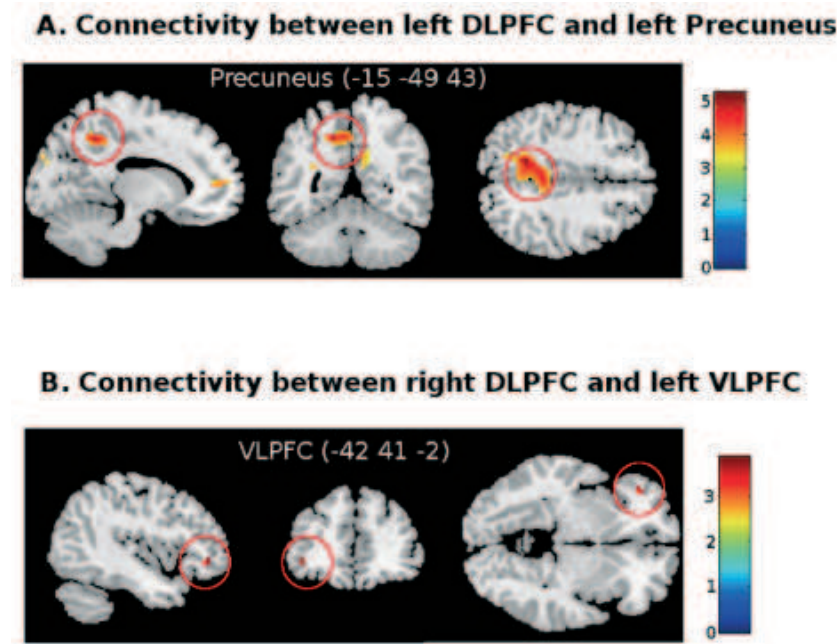 A. Connectivity between left DLPFC and left Precuneus
Precuneus (-15 -49 43)
5
4
3
2
1
0
B. Connectivity between right DLPFC and left VLPFC
VLPFC (-42 41 -2)
3
2
1
0